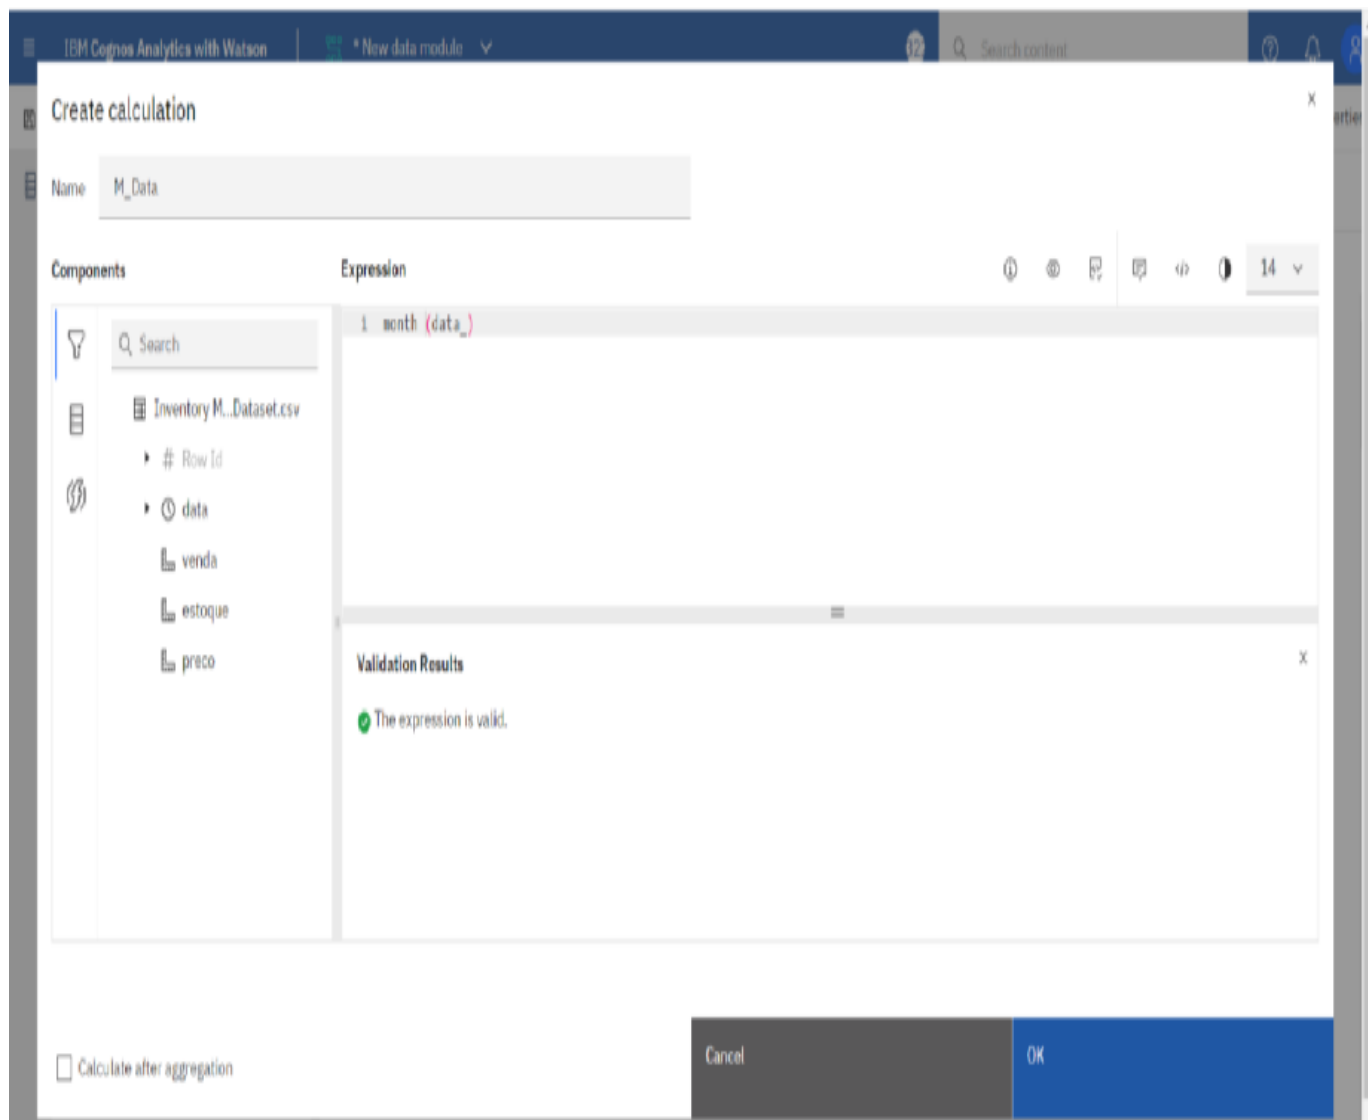 IBM Cognos Analytics with Watson
* New data module
Search content
Create calculation
x
erties
Name
M_Data
Components
Expression
14
Search
1 month (data_)
Inventory M...Dataset.csv
# Row Id
data
venda
estoque
preco
Validation Results
x
The expression is valid.
Calculate after aggregation
Cancel
OK